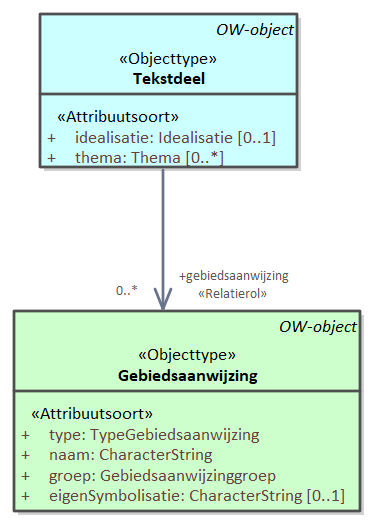 OW-object
«Objecttype»
Tekstdeel
«Attribuutsoort»
+ idealisatie: Idealisatie [0..1]
+ thema: Thema [0..*]
+gebiedsaanwijzing
0..* «Relatierol»
OW-object
«Objecttype»
Gebiedsaanwijzing
«Attribuutsoort»
+ type: TypeGebiedsaanwijzing
+ naam: CharacterString
+ groep: Gebiedsaanwijzinggroep
+ eigenSymbolisatie: CharacterString [0..1]